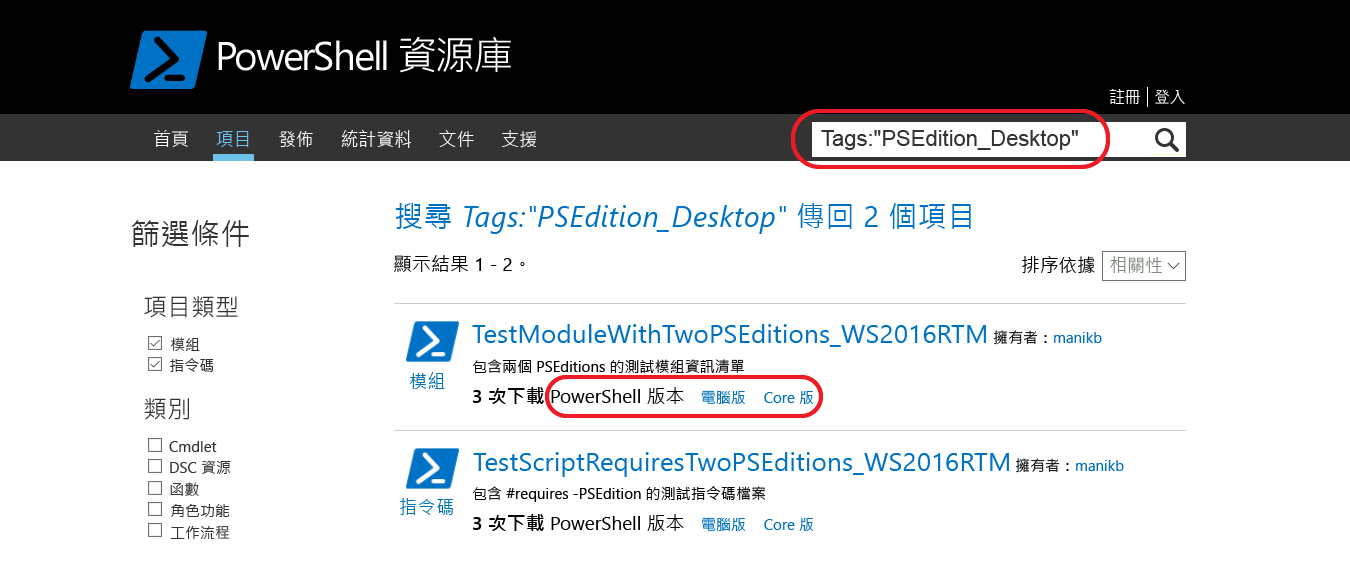 PowerShell 資源庫
註冊 | 登入
首頁 項目 發佈 統計資料 文件 支援 Tags:"PSEdition_Desktop"
篩選條件
項目類型
模組
指令碼
類別
Cmdlet
DSC 資源
函數
角色功能
工作流程
搜尋 Tags:"PSEdition_Desktop" 傳回 2 個項目
顯示結果 1 - 2。 排序依據 相關性
TestModuleWithTwoPSEditions_WS2016RTM 擁有者：manikb
模組
包含兩個 PSEditions 的測試模組資訊清單
3 次下載 PowerShell 版本 電腦版 Core 版
TestScriptRequiresTwoPSEditions_WS2016RTM 擁有者：manikb
指令碼
包含 #requires -PSEdition 的測試指令碼檔案
3 次下載 PowerShell 版本 電腦版 Core 版